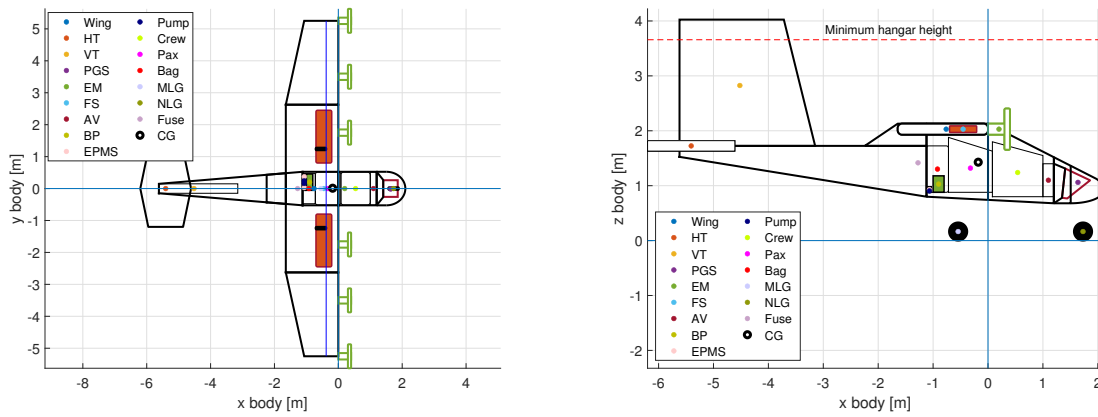 5
4
3
2
1
0
-1
-2
-3
-4
-5
y body [m]
Wing
HT
VT
PGS
EM
FS
AV
BP
EPMS
Pump
Crew
Pax
Bag
MLG
NLG
Fuse
CG
-8
-6
-4
-2
0
2
4
x body [m]
4
3
2
1
0
-1
-2
z body [m]
Minimum hangar height
Wing
HT
VT
PGS
EM
FS
AV
BP
EPMS
Pump
Crew
Pax
Bag
MLG
NLG
Fuse
CG
-6
-5
-4
-3
-2
-1
0
1
2
x body [m]